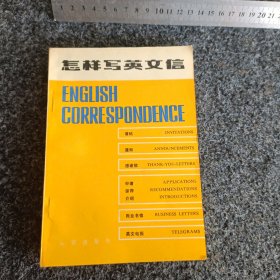 怎样写英文信
ENGLISH
CORRESPONDENCE
请帖 INVITATIONS
通知 ANNOUNCEMENTS
感谢信 THANK-YOU-LETTERS
申请 APPLICATIONS
推荐 RECOMMENDATIONS
介绍 INTRODUCTIONS
商业书信 BUSINESS LETTERS
英文电报 TELEGRAMS